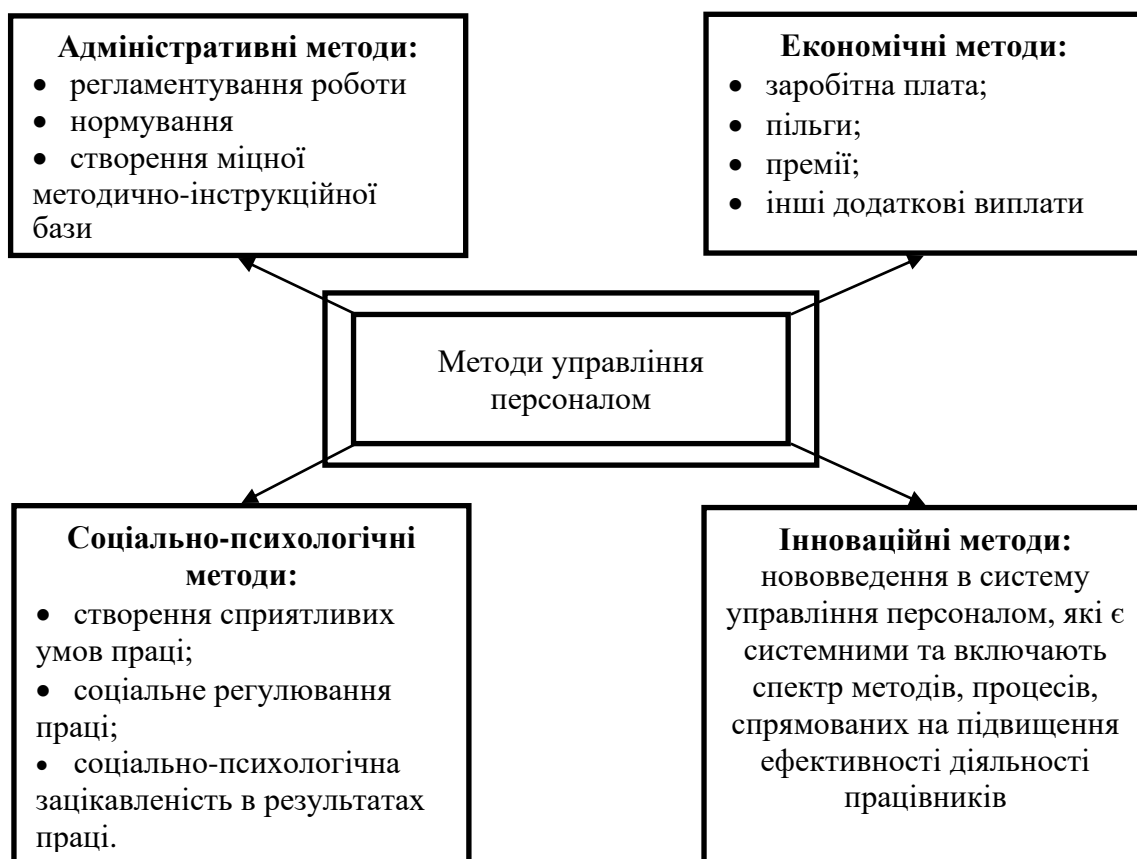 Адміністративні методи:
• регламентування роботи
• нормування
• створення міцної
методично-інструкційної
бази
Економічні методи:
• заробітна плата;
• пільги;
• премії;
• інші додаткові виплати
Методи управління
персоналом
Соціально-психологічні
методи:
• створення сприятливих
умов праці;
• соціальне регулювання
праці;
• соціально-психологічна
зацікавленість в результатах
праці.
Інноваційні методи:
нововведення в систему
управління персоналом, які є
системними та включають
спектр методів, процесів,
спрямованих на підвищення
ефективності діяльності
працівників